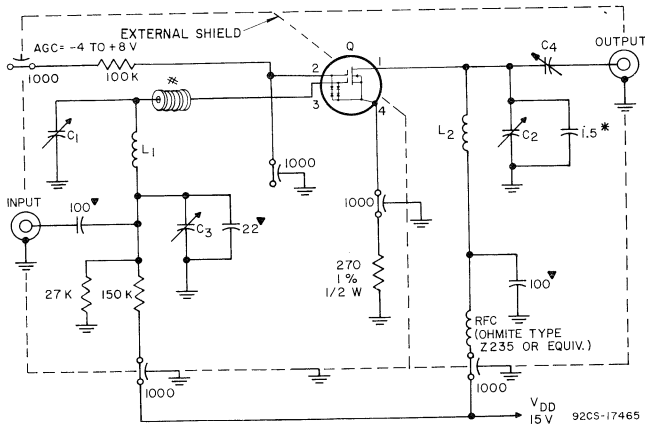 EXTERNAL SHIELD
AGC= -4 TO +8 V
1000
100K
*
Q
1
2
3
4
C4
OUTPUT
C1
L1
L2
C2
1.5*
1000
INPUT
100▼
C3
22▼
1000
27 K
150K
270
1 %
1/2 W
100▼
RFC
(OHMITE TYPE
Z235 OR EQUIV.)
1000
1000
VDD
15 V
92CS-17465